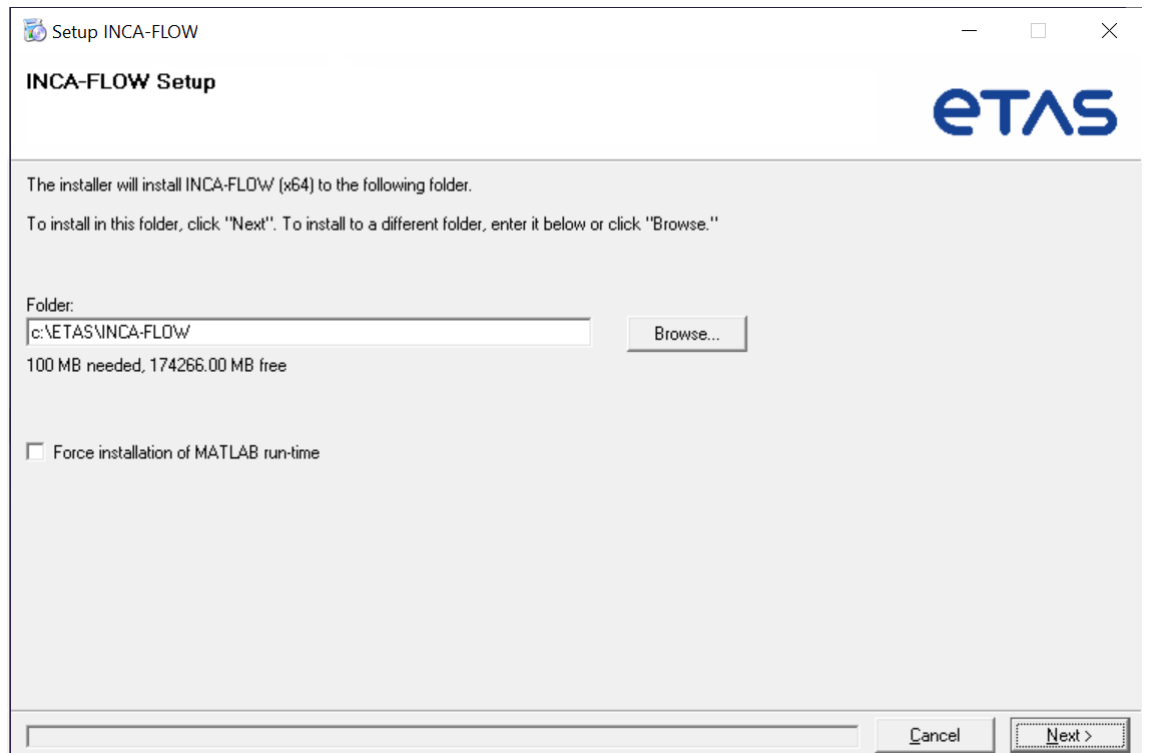 Setup INCA-FLOW
INCA-FLOW Setup
eTAS
The installer will install INCA-FLOW (x64) to the following folder.
To install in this folder, click "Next". To install to a different folder, enter it below or click "Browse."
Folder:
c:\ETAS\INCA-FLOW
Browse...
100 MB needed, 174266.00 MB free
Force installation of MATLAB run-time
Cancel
Next >